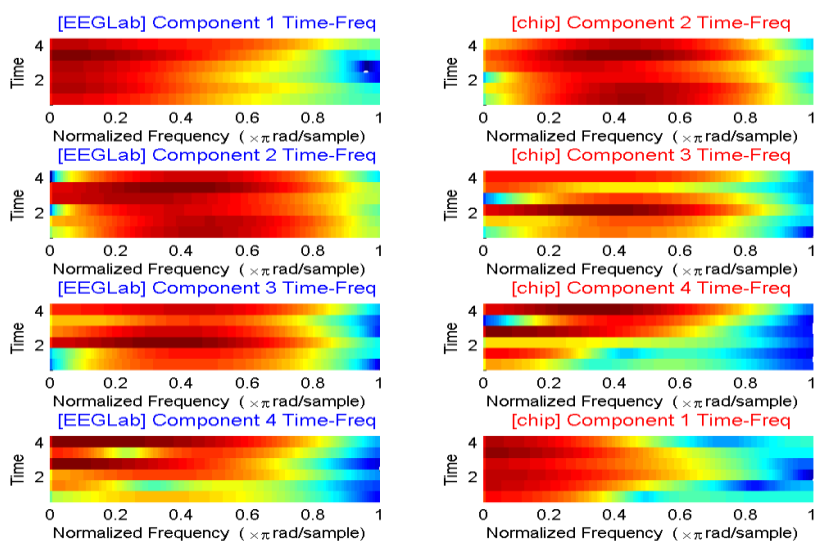 [EEGLab] Component 1 Time-Freq
Time
4
2
0 0.2 0.4 0.6 0.8 1
Normalized Frequency (×π rad/sample)
[chip] Component 2 Time-Freq
Time
4
2
0 0.2 0.4 0.6 0.8 1
Normalized Frequency (×π rad/sample)
[EEGLab] Component 2 Time-Freq
Time
4
2
0 0.2 0.4 0.6 0.8 1
Normalized Frequency (×π rad/sample)
[chip] Component 3 Time-Freq
Time
4
2
0 0.2 0.4 0.6 0.8 1
Normalized Frequency (×π rad/sample)
[EEGLab] Component 3 Time-Freq
Time
4
2
0 0.2 0.4 0.6 0.8 1
Normalized Frequency (×π rad/sample)
[chip] Component 4 Time-Freq
Time
4
2
0 0.2 0.4 0.6 0.8 1
Normalized Frequency (×π rad/sample)
[EEGLab] Component 4 Time-Freq
Time
4
2
0 0.2 0.4 0.6 0.8 1
Normalized Frequency (×π rad/sample)
[chip] Component 1 Time-Freq
Time
4
2
0 0.2 0.4 0.6 0.8 1
Normalized Frequency (×π rad/sample)